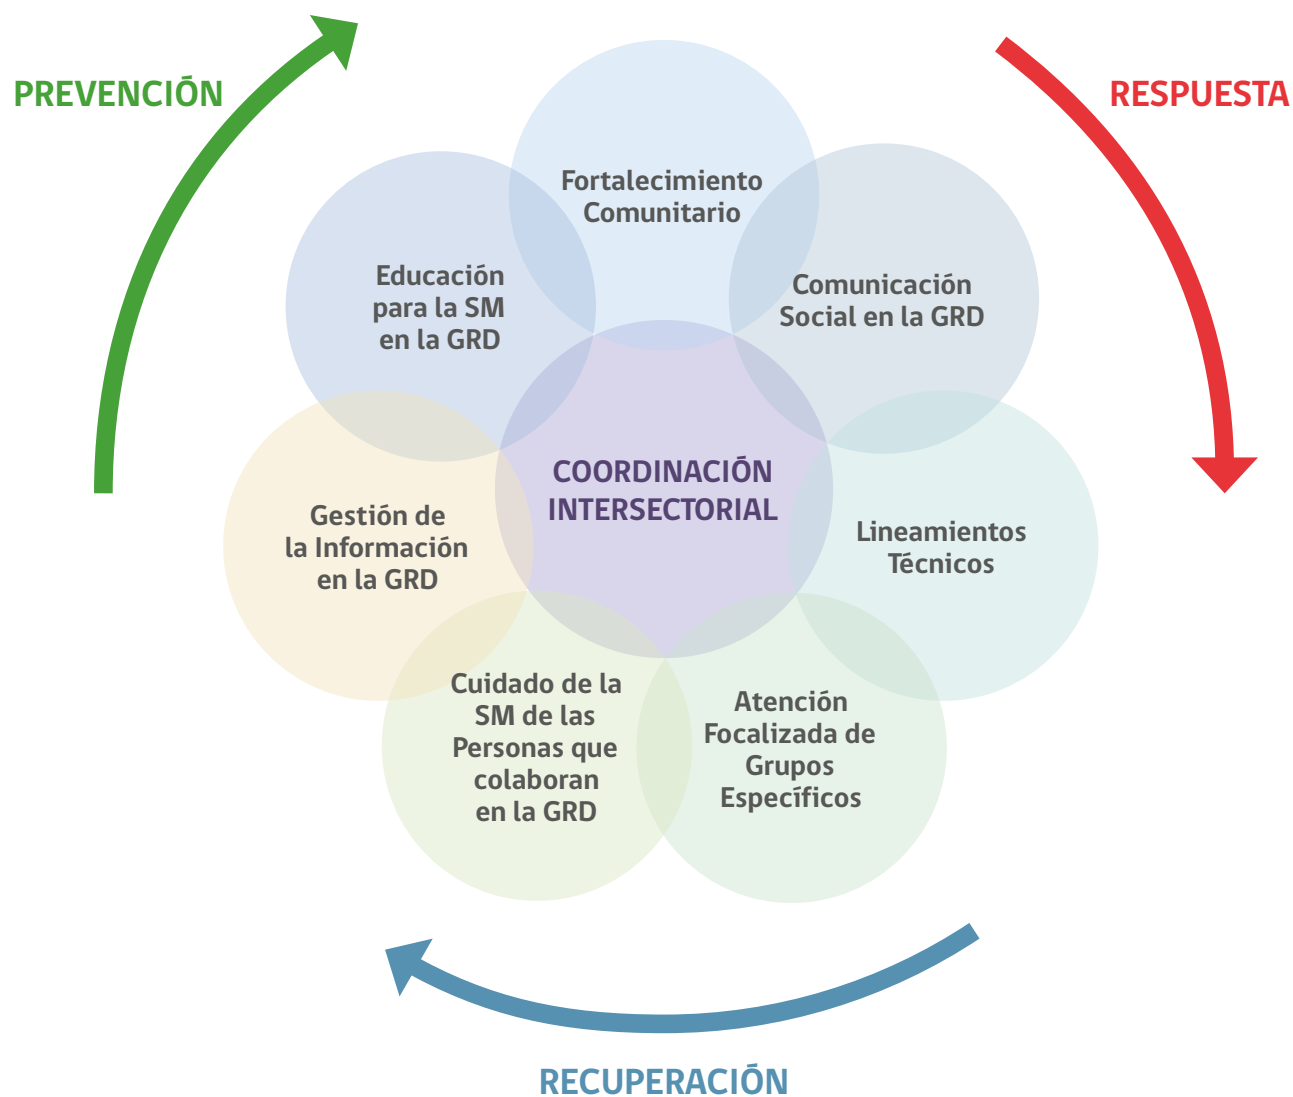 PREVENCIÓN
RESPUESTA
Fortalecimiento
Comunitario
Educación
para la SM
en la GRD
Comunicación
Social en la GRD
COORDINACIÓN
INTERSECTORIAL
Gestión de
la Información
en la GRD
Lineamientos
Técnicos
Cuidado de la
SM de las
Personas que
colaboran
en la GRD
Atención
Focalizada de
Grupos
Específicos
RECUPERACIÓN